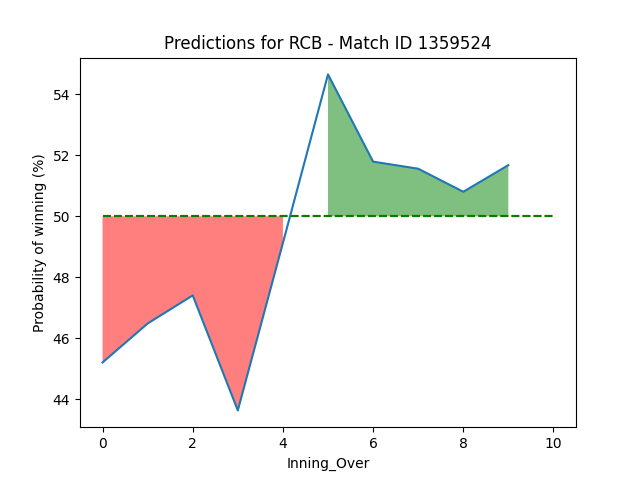 Predictions for RCB - Match ID 1359524
Probability of winning (%)
54
52
50
48
46
44
0 2 4 6 8 10
Inning_Over